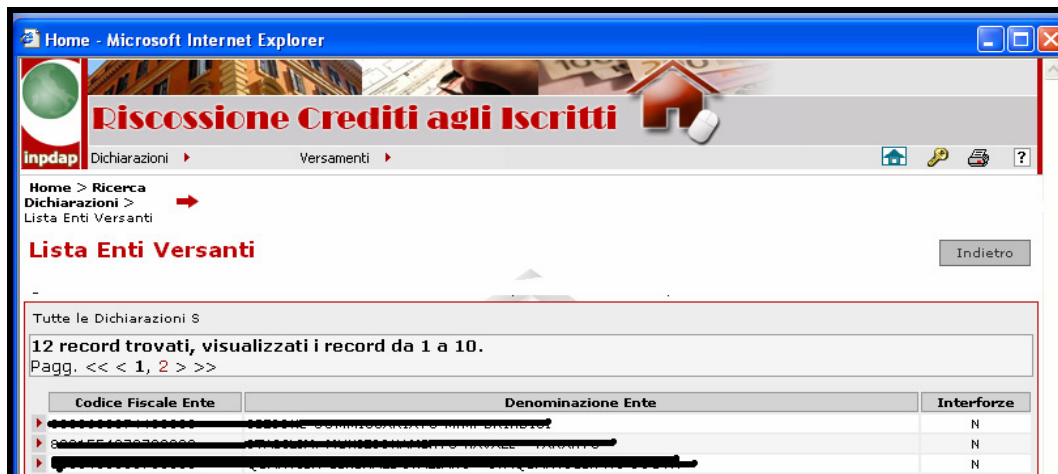 Home - Microsoft Internet Explorer
Riscossione Crediti agli Iscritti
inpdap Dichiarazioni Versamenti ?
Home > Ricerca
Dichiarazioni >
Lista Enti Versanti
Lista Enti Versanti
Indietro
Tutte le Dichiarazioni S
12 record trovati, visualizzati i record da 1 a 10.
Pagg. << < 1, 2 > >>
Codice Fiscale Ente Denominazione Ente Interforze
N
N
N